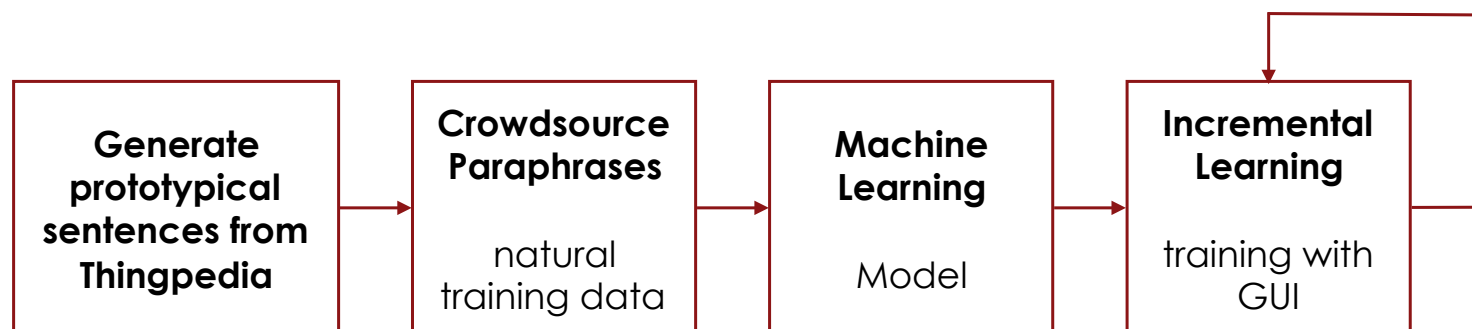 Generate
prototypical
sentences from
Thingpedia
Crowdsource
Paraphrases
natural
training data
Machine
Learning
Model
Incremental
Learning
training with
GUI